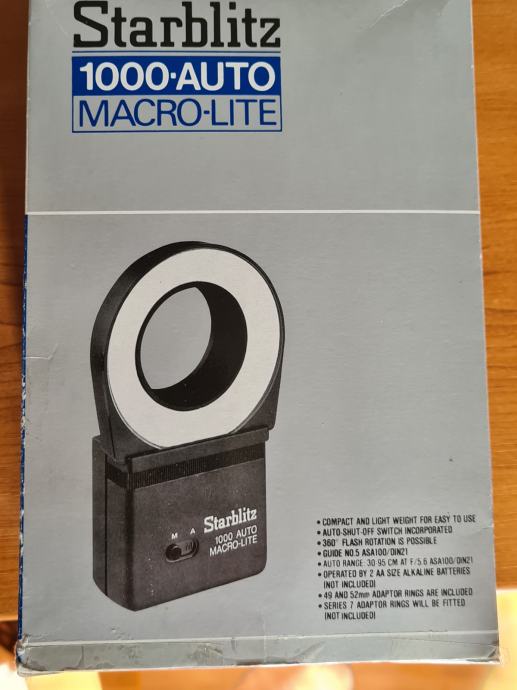 Starblitz
1000·AUTO
MACRO-LITE
M A
Starblitz
1000 AUTO
MACRO-LITE
• COMPACT AND LIGHT WEIGHT FOR EASY TO USE
• AUTO-SHUT-OFF SWITCH INCORPORATED
• 360° FLASH ROTATION IS POSSIBLE
• GUIDE NO.5 ASA100/DIN21
• AUTO RANGE: 30-95 CM AT F/5.6 ASA100/DIN21
• OPERATED BY 2 AA SIZE ALKALINE BATTERIES
(NOT INCLUDED)
• 49 AND 52mm ADAPTOR RINGS ARE INCLUDED
• SERIES 7 ADAPTOR RINGS WILL BE FITTED
(NOT INCLUDED)